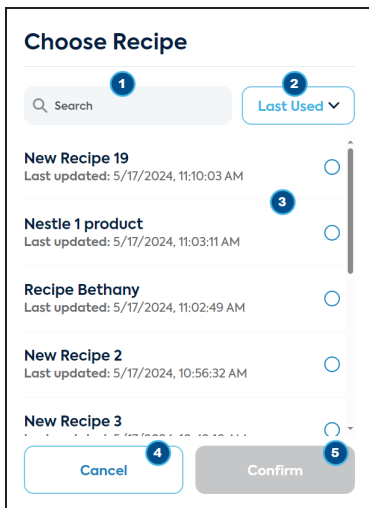 Choose Recipe
1
2
Search
Last Used
New Recipe 19
Last updated: 5/17/2024, 11:10:03 AM
3
Nestle 1 product
Last updated: 5/17/2024, 11:03:11 AM
Recipe Bethany
Last updated: 5/17/2024, 11:02:49 AM
New Recipe 2
Last updated: 5/17/2024, 10:56:32 AM
New Recipe 3
4
5
Cancel
Confirm